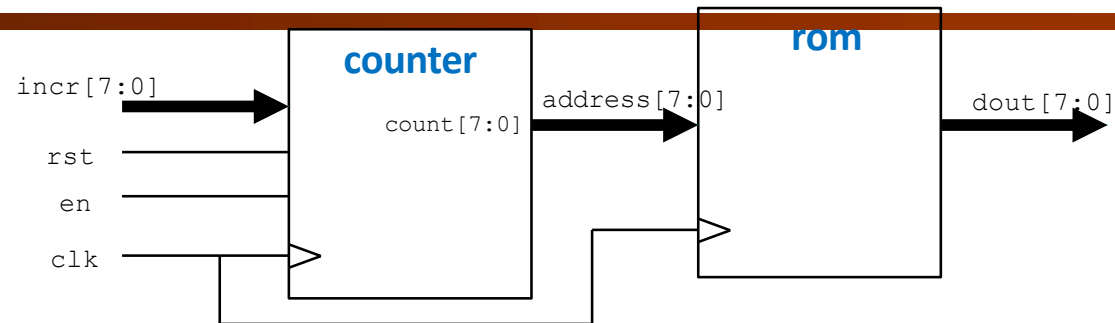 counter
rom
incr[7:0]
address[7:0]
dout[7:0]
count[7:0]
rst
en
clk